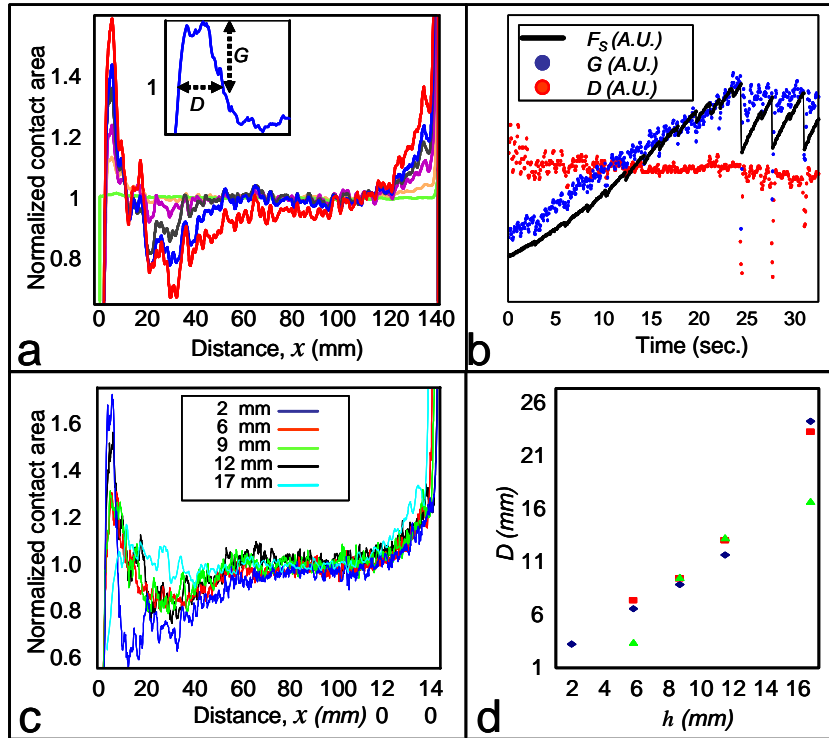 Normalized contact area
1.4
1.2
1
0.8
1
G
D
0 20 40 60 80 100 120 140
Distance, x (mm)
a
F_S (A.U.)
G (A.U.)
D (A.U.)
0 5 10 15 20 25 30
Time (sec.)
b
Normalized contact area
1.6
1.4
1.2
1.0
0.8
0.6
2 mm
6 mm
9 mm
12 mm
17 mm
0 20 40 60 80 100 12 14
Distance, x (mm) 0 0
c
D (mm)
26
21
16
11
6
1
2 4 6 8 10 12 14 16
h (mm)
d